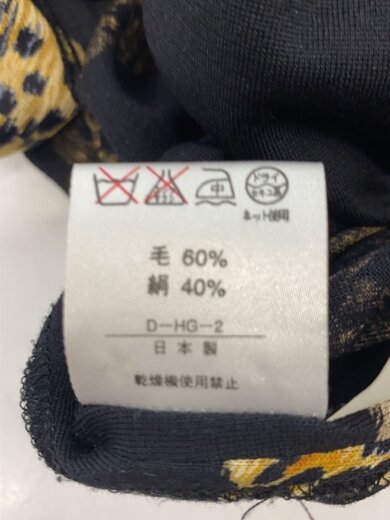 中 ドライ セキユ系
ネット使用
毛 60%
絹 40%
D-HG-2
日本製
乾燥機使用禁止